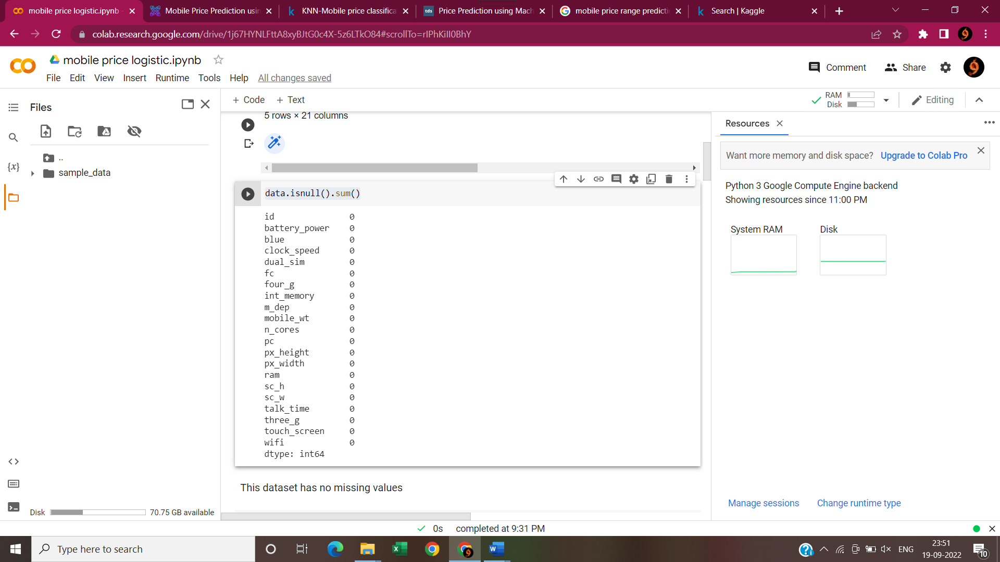 mobile price logistic.ipynb -
Mobile Price Prediction usin
KNN-Mobile price classifica
tds Price Prediction using Mach
mobile price range predicti
Search | Kaggle
colab.research.google.com/drive/1j67HYNLFttA8xyBJtG0c4X-5z6LTkO84#scrollTo=rIPhKiII0BhY
mobile price logistic.ipynb
File Edit View Insert Runtime Tools Help All changes saved
Comment Share
Files
+ Code + Text
RAM
Disk
Editing
..
sample_data
{x}
5 rows × 21 columns
data.isnull().sum()
id 0
battery_power 0
blue 0
clock_speed 0
dual_sim 0
fc 0
four_g 0
int_memory 0
m_dep 0
mobile_wt 0
n_cores 0
pc 0
px_height 0
px_width 0
ram 0
sc_h 0
sc_w 0
talk_time 0
three_g 0
touch_screen 0
wifi 0
dtype: int64
This dataset has no missing values
Resources
Want more memory and disk space? Upgrade to Colab Pro
Python 3 Google Compute Engine backend
Showing resources since 11:00 PM
System RAM Disk
Manage sessions Change runtime type
Disk 70.75 GB available
0s completed at 9:31 PM
Type here to search
ENG
23:51
19-09-2022
10